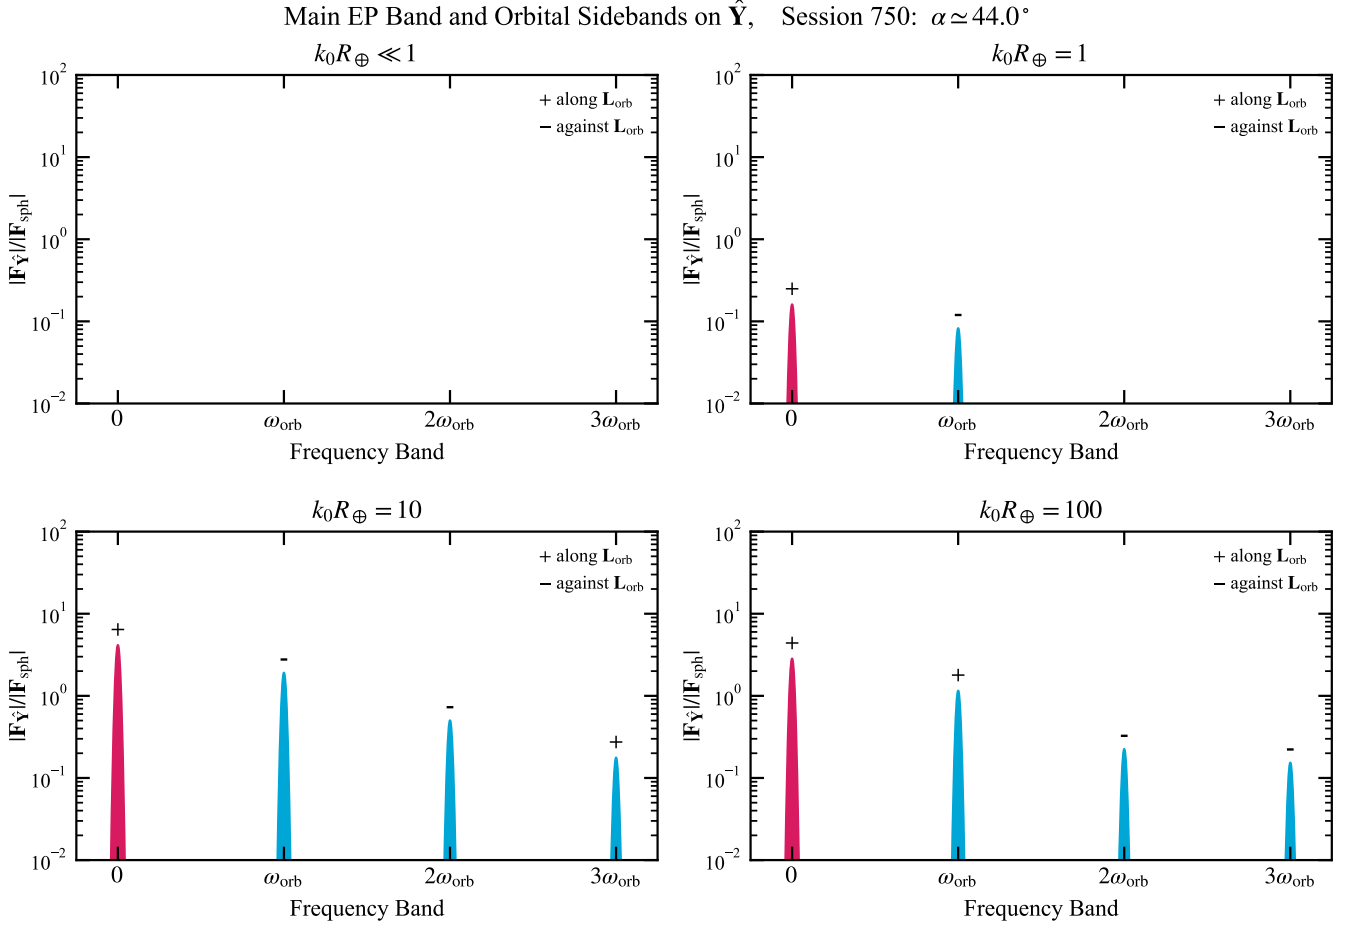 Main EP Band and Orbital Sidebands on Ŷ, Session 750: α ≃ 44.0°
k₀R⊕ ≪ 1
10²
10¹
10⁰
10⁻¹
10⁻²
|F_Ŷ|/|F_sph|
+ along L_orb
− against L_orb
0 ω_orb 2ω_orb 3ω_orb
Frequency Band
k₀R⊕ = 1
10²
10¹
10⁰
10⁻¹
10⁻²
|F_Ŷ|/|F_sph|
+ along L_orb
− against L_orb
+
−
0 ω_orb 2ω_orb 3ω_orb
Frequency Band
k₀R⊕ = 10
10²
10¹
10⁰
10⁻¹
10⁻²
|F_Ŷ|/|F_sph|
+ along L_orb
− against L_orb
+
−
−
+
0 ω_orb 2ω_orb 3ω_orb
Frequency Band
k₀R⊕ = 100
10²
10¹
10⁰
10⁻¹
10⁻²
|F_Ŷ|/|F_sph|
+ along L_orb
− against L_orb
+
+
−
−
0 ω_orb 2ω_orb 3ω_orb
Frequency Band